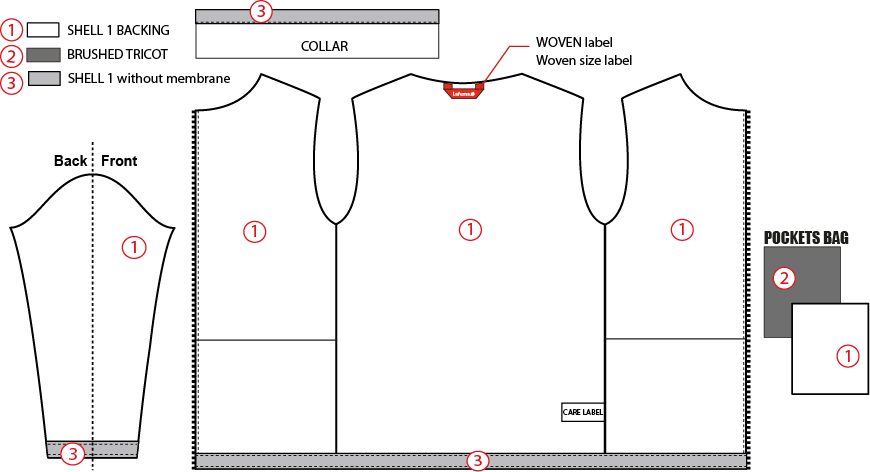 1 SHELL 1 BACKING
2 BRUSHED TRICOT
3 SHELL 1 without membrane
3
COLLAR
WOVEN label
Woven size label
Lafuma
Back Front
1
1
1
1
POCKETS BAG
2
1
CARE LABEL
3
3